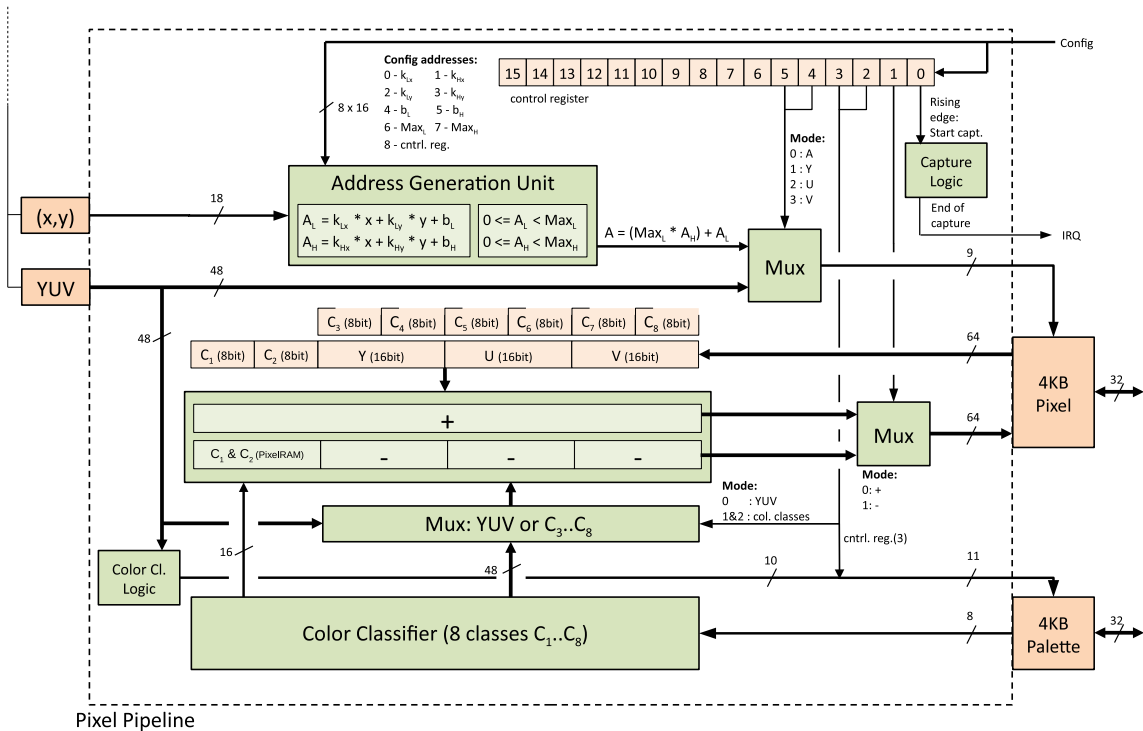 Config
Config addresses:
0 - kLx 1 - kHx
2 - kLy 3 - kHy
4 - bL 5 - bH
6 - MaxL 7 - MaxH
8 - cntrl. reg.
8 x 16
15 14 13 12 11 10 9 8 7 6 5 4 3 2 1 0
control register
Rising
edge:
Start capt.
Mode:
0 : A
1 : Y
2 : U
3 : V
Capture
Logic
End of
capture
IRQ
Address Generation Unit
AL = kLx * x + kLy * y + bL
AH = kHx * x + kHy * y + bH
0 <= AL < MaxL
0 <= AH < MaxH
(x,y)
18
A = (MaxL * AH) + AL
Mux
9
YUV
48
48
C3 (8bit) C4 (8bit) C5 (8bit) C6 (8bit) C7 (8bit) C8 (8bit)
C1 (8bit) C2 (8bit) Y (16bit) U (16bit) V (16bit)
64
4KB
Pixel
32
+
C1 & C2 (PixelRAM) - - -
Mux
64
Mode:
0: +
1: -
Mode:
0 : YUV
1&2 : col. classes
Mux: YUV or C3..C8
cntrl. reg.(3)
16
48
10
11
Color Cl.
Logic
Color Classifier (8 classes C1..C8)
8
4KB
Palette
32
Pixel Pipeline